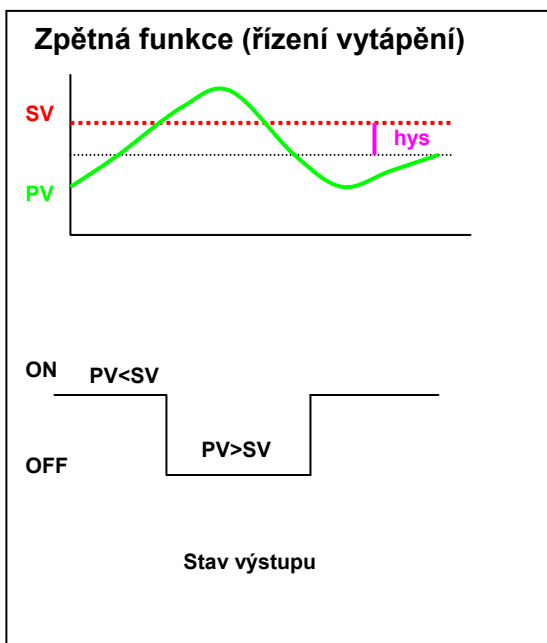 Zpětná funkce (řízení vytápění)
SV
hys
PV
ON
PV<SV
PV>SV
OFF
Stav výstupu